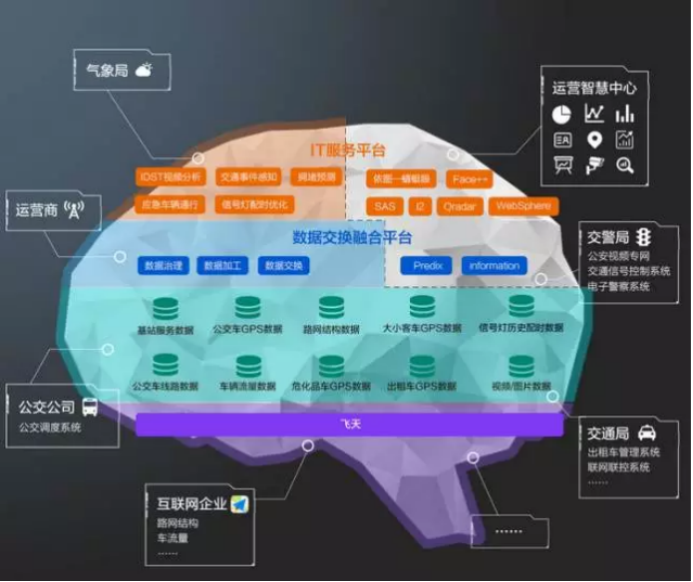 气象局
运营智慧中心
IT服务平台
IDST视频分析 交通事件感知 拥堵预测
应急车辆通行 信号灯配时优化
依图—蜻蜓眼 Face++
SAS I2 Qradar WebSphere
运营商
数据交换融合平台
数据治理 数据加工 数据交换
Predix information
交警局
公安视频专网
交通信号控制系统
电子警察系统
基站服务数据 公交车GPS数据 路网结构数据 大小客车GPS数据 信号灯历史配时数据
公交车线路数据 车辆流量数据 危化品车GPS数据 出租车GPS数据 视频/图片数据
公交公司
公交调度系统
飞天
交通局
出租车管理系统
联网联控系统
······
互联网企业
路网结构
车流量
······
······